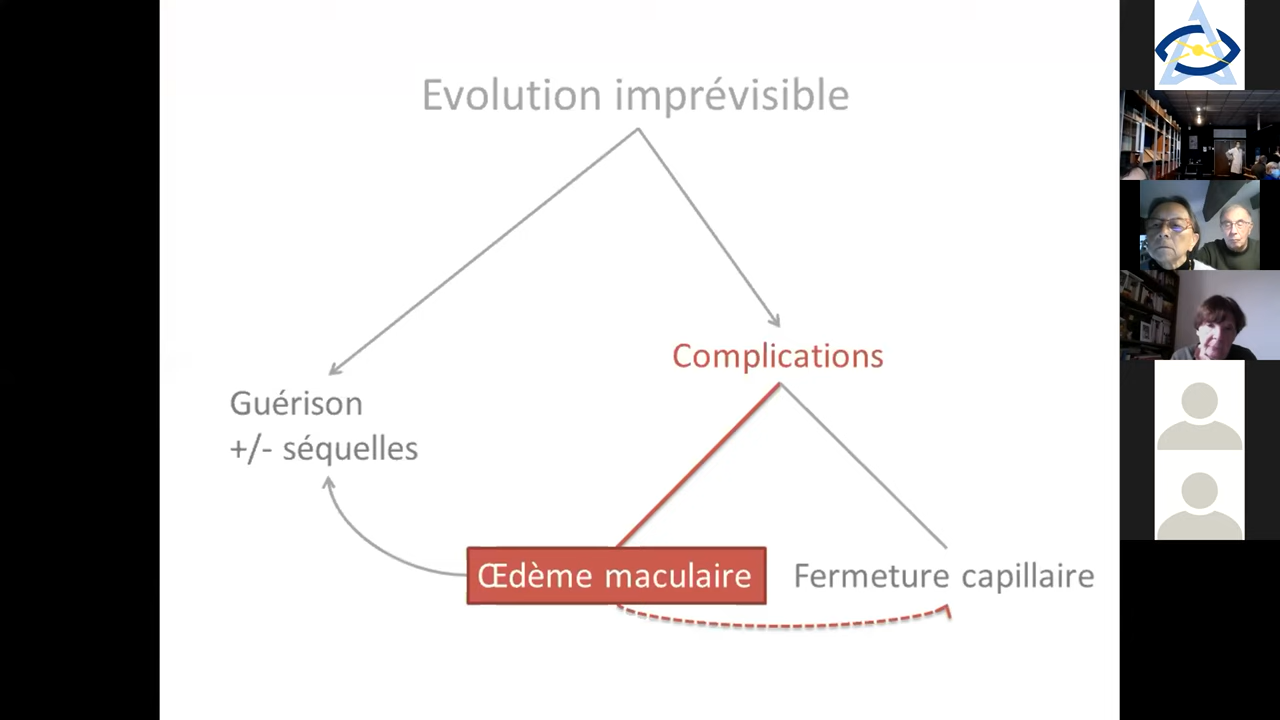 Evolution imprévisible
Complications
Guérison
+/- séquelles
Œdème maculaire
Fermeture capillaire